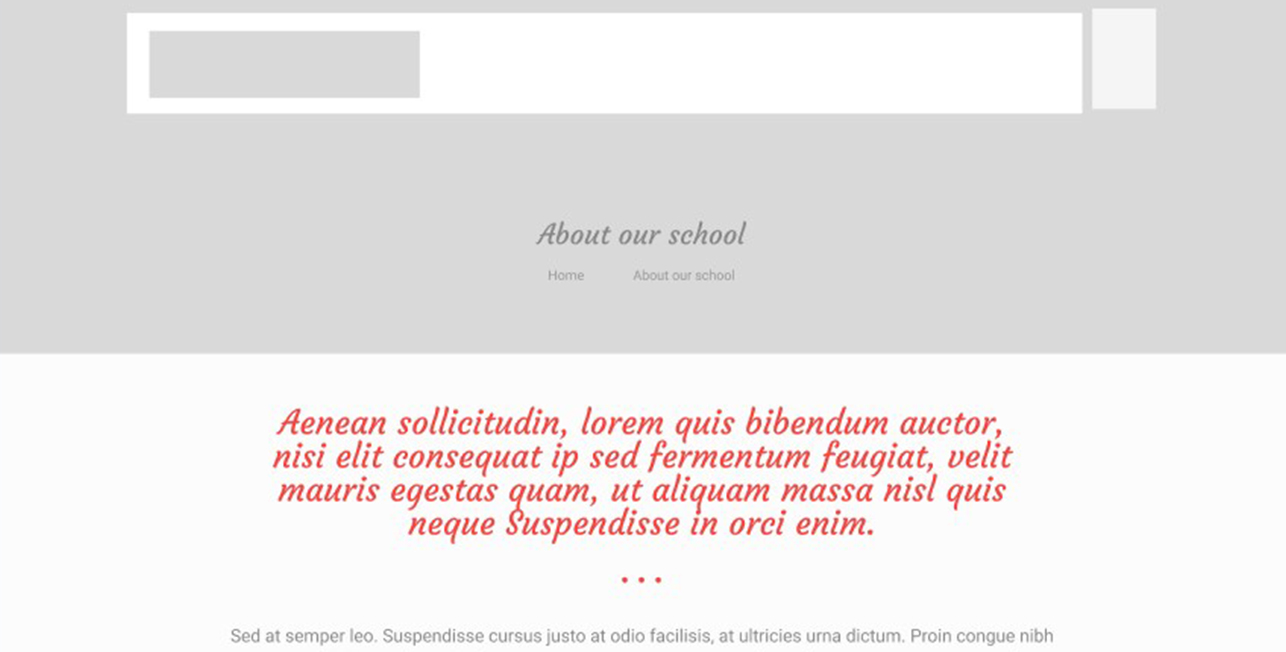 About our school
Home About our school
Aenean sollicitudin, lorem quis bibendum auctor,
nisi elit consequat ip sed fermentum feugiat, velit
mauris egestas quam, ut aliquam massa nisl quis
neque Suspendisse in orci enim.
...
Sed at semper leo. Suspendisse cursus justo at odio facilisis, at ultricies urna dictum. Proin congue nibh